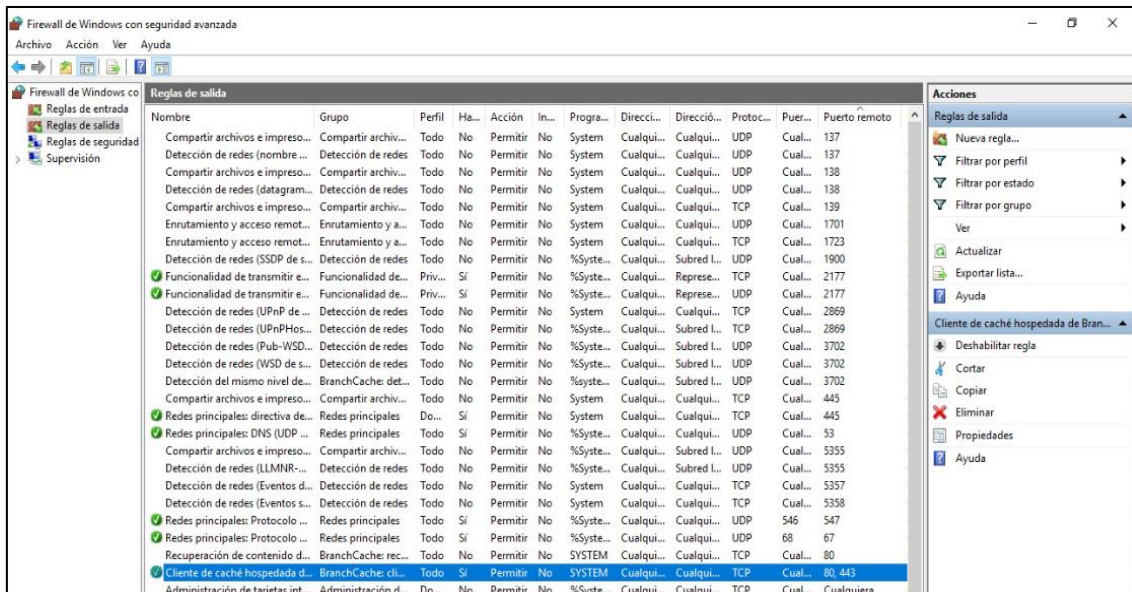 Firewall de Windows con seguridad avanzada
Archivo Acción Ver Ayuda
Firewall de Windows co
Reglas de entrada
Reglas de salida
Reglas de seguridad
Supervisión
Reglas de salida
Nombre Grupo Perfil Ha... Acción In... Progra... Direcci... Direcció... Protoc... Puer... Puerto remoto
Compartir archivos e impreso... Compartir archiv... Todo No Permitir No System Cualqui... Cualqui... UDP Cual... 137
Detección de redes (nombre ... Detección de redes Todo No Permitir No System Cualqui... Cualqui... UDP Cual... 137
Compartir archivos e impreso... Compartir archiv... Todo No Permitir No System Cualqui... Cualqui... UDP Cual... 138
Detección de redes (datagram... Detección de redes Todo No Permitir No System Cualqui... Cualqui... UDP Cual... 138
Compartir archivos e impreso... Compartir archiv... Todo No Permitir No System Cualqui... Cualqui... TCP Cual... 139
Enrutamiento y acceso remot... Enrutamiento y a... Todo No Permitir No System Cualqui... Cualqui... UDP Cual... 1701
Enrutamiento y acceso remot... Enrutamiento y a... Todo No Permitir No System Cualqui... Cualqui... TCP Cual... 1723
Detección de redes (SSDP de s... Detección de redes Todo No Permitir No %Syste... Cualqui... Subred l... UDP Cual... 1900
Funcionalidad de transmitir e... Funcionalidad de... Priv... Sí Permitir No %Syste... Cualqui... Represe... TCP Cual... 2177
Funcionalidad de transmitir e... Funcionalidad de... Priv... Sí Permitir No %Syste... Cualqui... Represe... UDP Cual... 2177
Detección de redes (UPnP de ... Detección de redes Todo No Permitir No System Cualqui... Cualqui... TCP Cual... 2869
Detección de redes (UPnPHos... Detección de redes Todo No Permitir No %Syste... Cualqui... Subred l... TCP Cual... 2869
Detección de redes (Pub-WSD... Detección de redes Todo No Permitir No %Syste... Cualqui... Subred l... UDP Cual... 3702
Detección de redes (WSD de s... Detección de redes Todo No Permitir No %Syste... Cualqui... Subred l... UDP Cual... 3702
Detección del mismo nivel de... BranchCache: det... Todo No Permitir No %syste... Cualqui... Subred l... UDP Cual... 3702
Compartir archivos e impreso... Compartir archiv... Todo No Permitir No System Cualqui... Cualqui... TCP Cual... 445
Redes principales: directiva de... Redes principales Do... Sí Permitir No System Cualqui... Cualqui... TCP Cual... 445
Redes principales: DNS (UDP ... Redes principales Todo Sí Permitir No %Syste... Cualqui... Cualqui... UDP Cual... 53
Compartir archivos e impreso... Compartir archiv... Todo No Permitir No %Syste... Cualqui... Subred l... UDP Cual... 5355
Detección de redes (LLMNR-... Detección de redes Todo No Permitir No %Syste... Cualqui... Subred l... UDP Cual... 5355
Detección de redes (Eventos d... Detección de redes Todo No Permitir No System Cualqui... Cualqui... TCP Cual... 5357
Detección de redes (Eventos s... Detección de redes Todo No Permitir No System Cualqui... Cualqui... TCP Cual... 5358
Redes principales: Protocolo ... Redes principales Todo Sí Permitir No %Syste... Cualqui... Cualqui... UDP 546 547
Redes principales: Protocolo ... Redes principales Todo Sí Permitir No %Syste... Cualqui... Cualqui... UDP 68 67
Recuperación de contenido d... BranchCache: rec... Todo No Permitir No SYSTEM Cualqui... Cualqui... TCP Cual... 80
Cliente de caché hospedada d... BranchCache: cli... Todo Sí Permitir No SYSTEM Cualqui... Cualqui... TCP Cual... 80, 443
Administración de tarjetas int... Administración d... Do... No Permitir No %Syste... Cualqui... Cualqui... TCP Cual... Cualquiera
Acciones
Reglas de salida
Nueva regla...
Filtrar por perfil
Filtrar por estado
Filtrar por grupo
Ver
Actualizar
Exportar lista...
Ayuda
Cliente de caché hospedada de Bran...
Deshabilitar regla
Cortar
Copiar
Eliminar
Propiedades
Ayuda